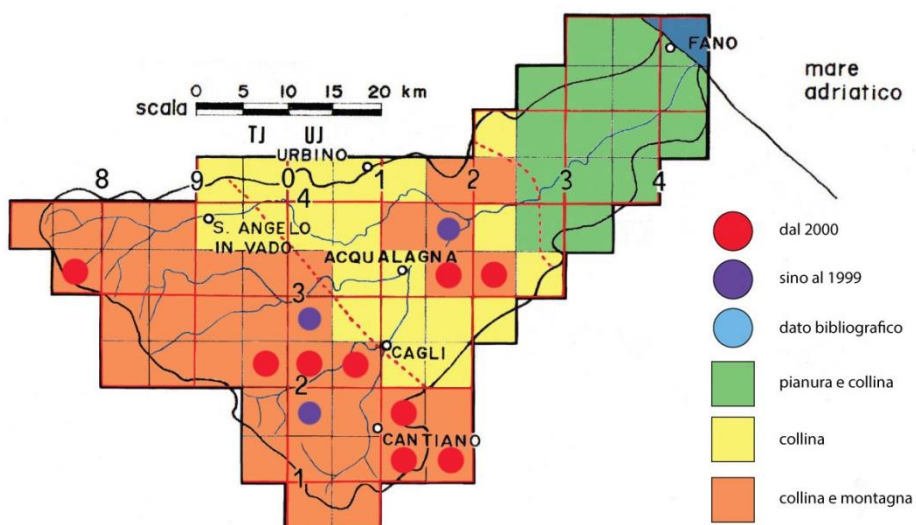 FANO
mare
adriatico
0 5 10 15 20 km
scala
TJ UJ
URBINO
8 9 0 1 2 3 4
4
S. ANGELO
IN VADO
ACQUALAGNA
3
CAGLI
2
CANTIANO
1
dal 2000
sino al 1999
dato bibliografico
pianura e collina
collina
collina e montagna